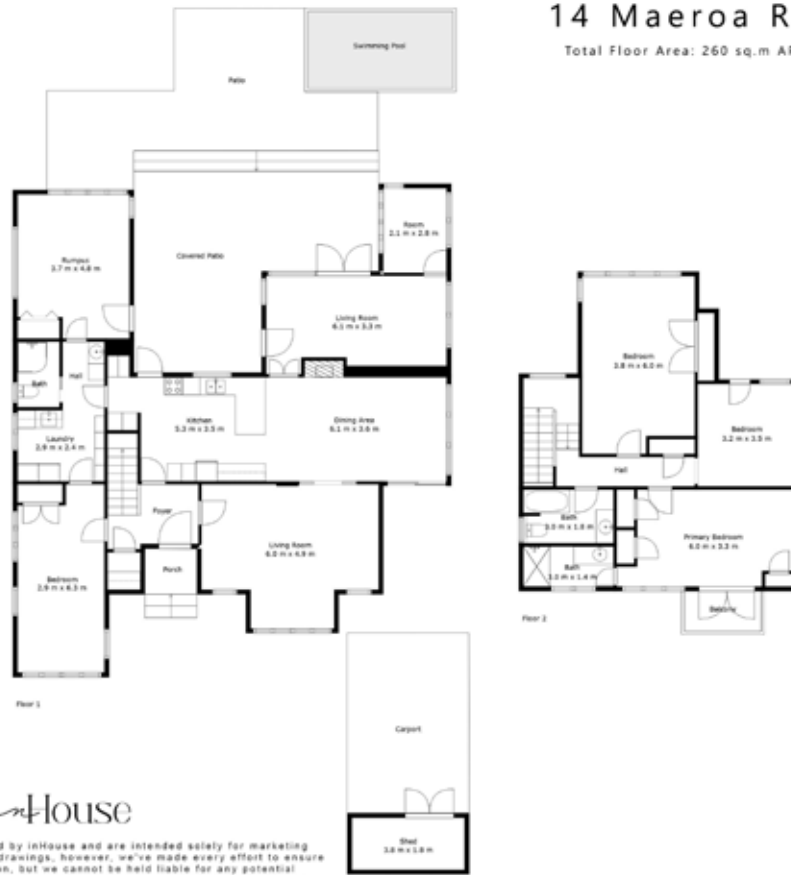 14 Maeroa R
Total Floor Area: 260 sq.m AP
Swimming Pool
Patio
Room
2.1 m x 2.8 m
Rumpus
3.7 m x 4.8 m
Covered Patio
Living Room
6.1 m x 3.3 m
Bath
Hall
Kitchen
5.3 m x 3.5 m
Dining Area
6.1 m x 3.6 m
Laundry
2.9 m x 2.4 m
Foyer
Living Room
6.0 m x 4.9 m
Bedroom
2.9 m x 6.3 m
Porch
Floor 1
Bedroom
3.8 m x 6.0 m
Bedroom
3.2 m x 3.5 m
Hall
Bath
3.0 m x 1.8 m
Primary Bedroom
6.0 m x 3.3 m
Bath
3.0 m x 1.6 m
Balcony
Floor 2
Carport
Shed
3.8 m x 1.8 m
inHouse
d by inHouse and are intended solely for marketing
drawings, however, we've made every effort to ensure
on, but we cannot be held liable for any potential